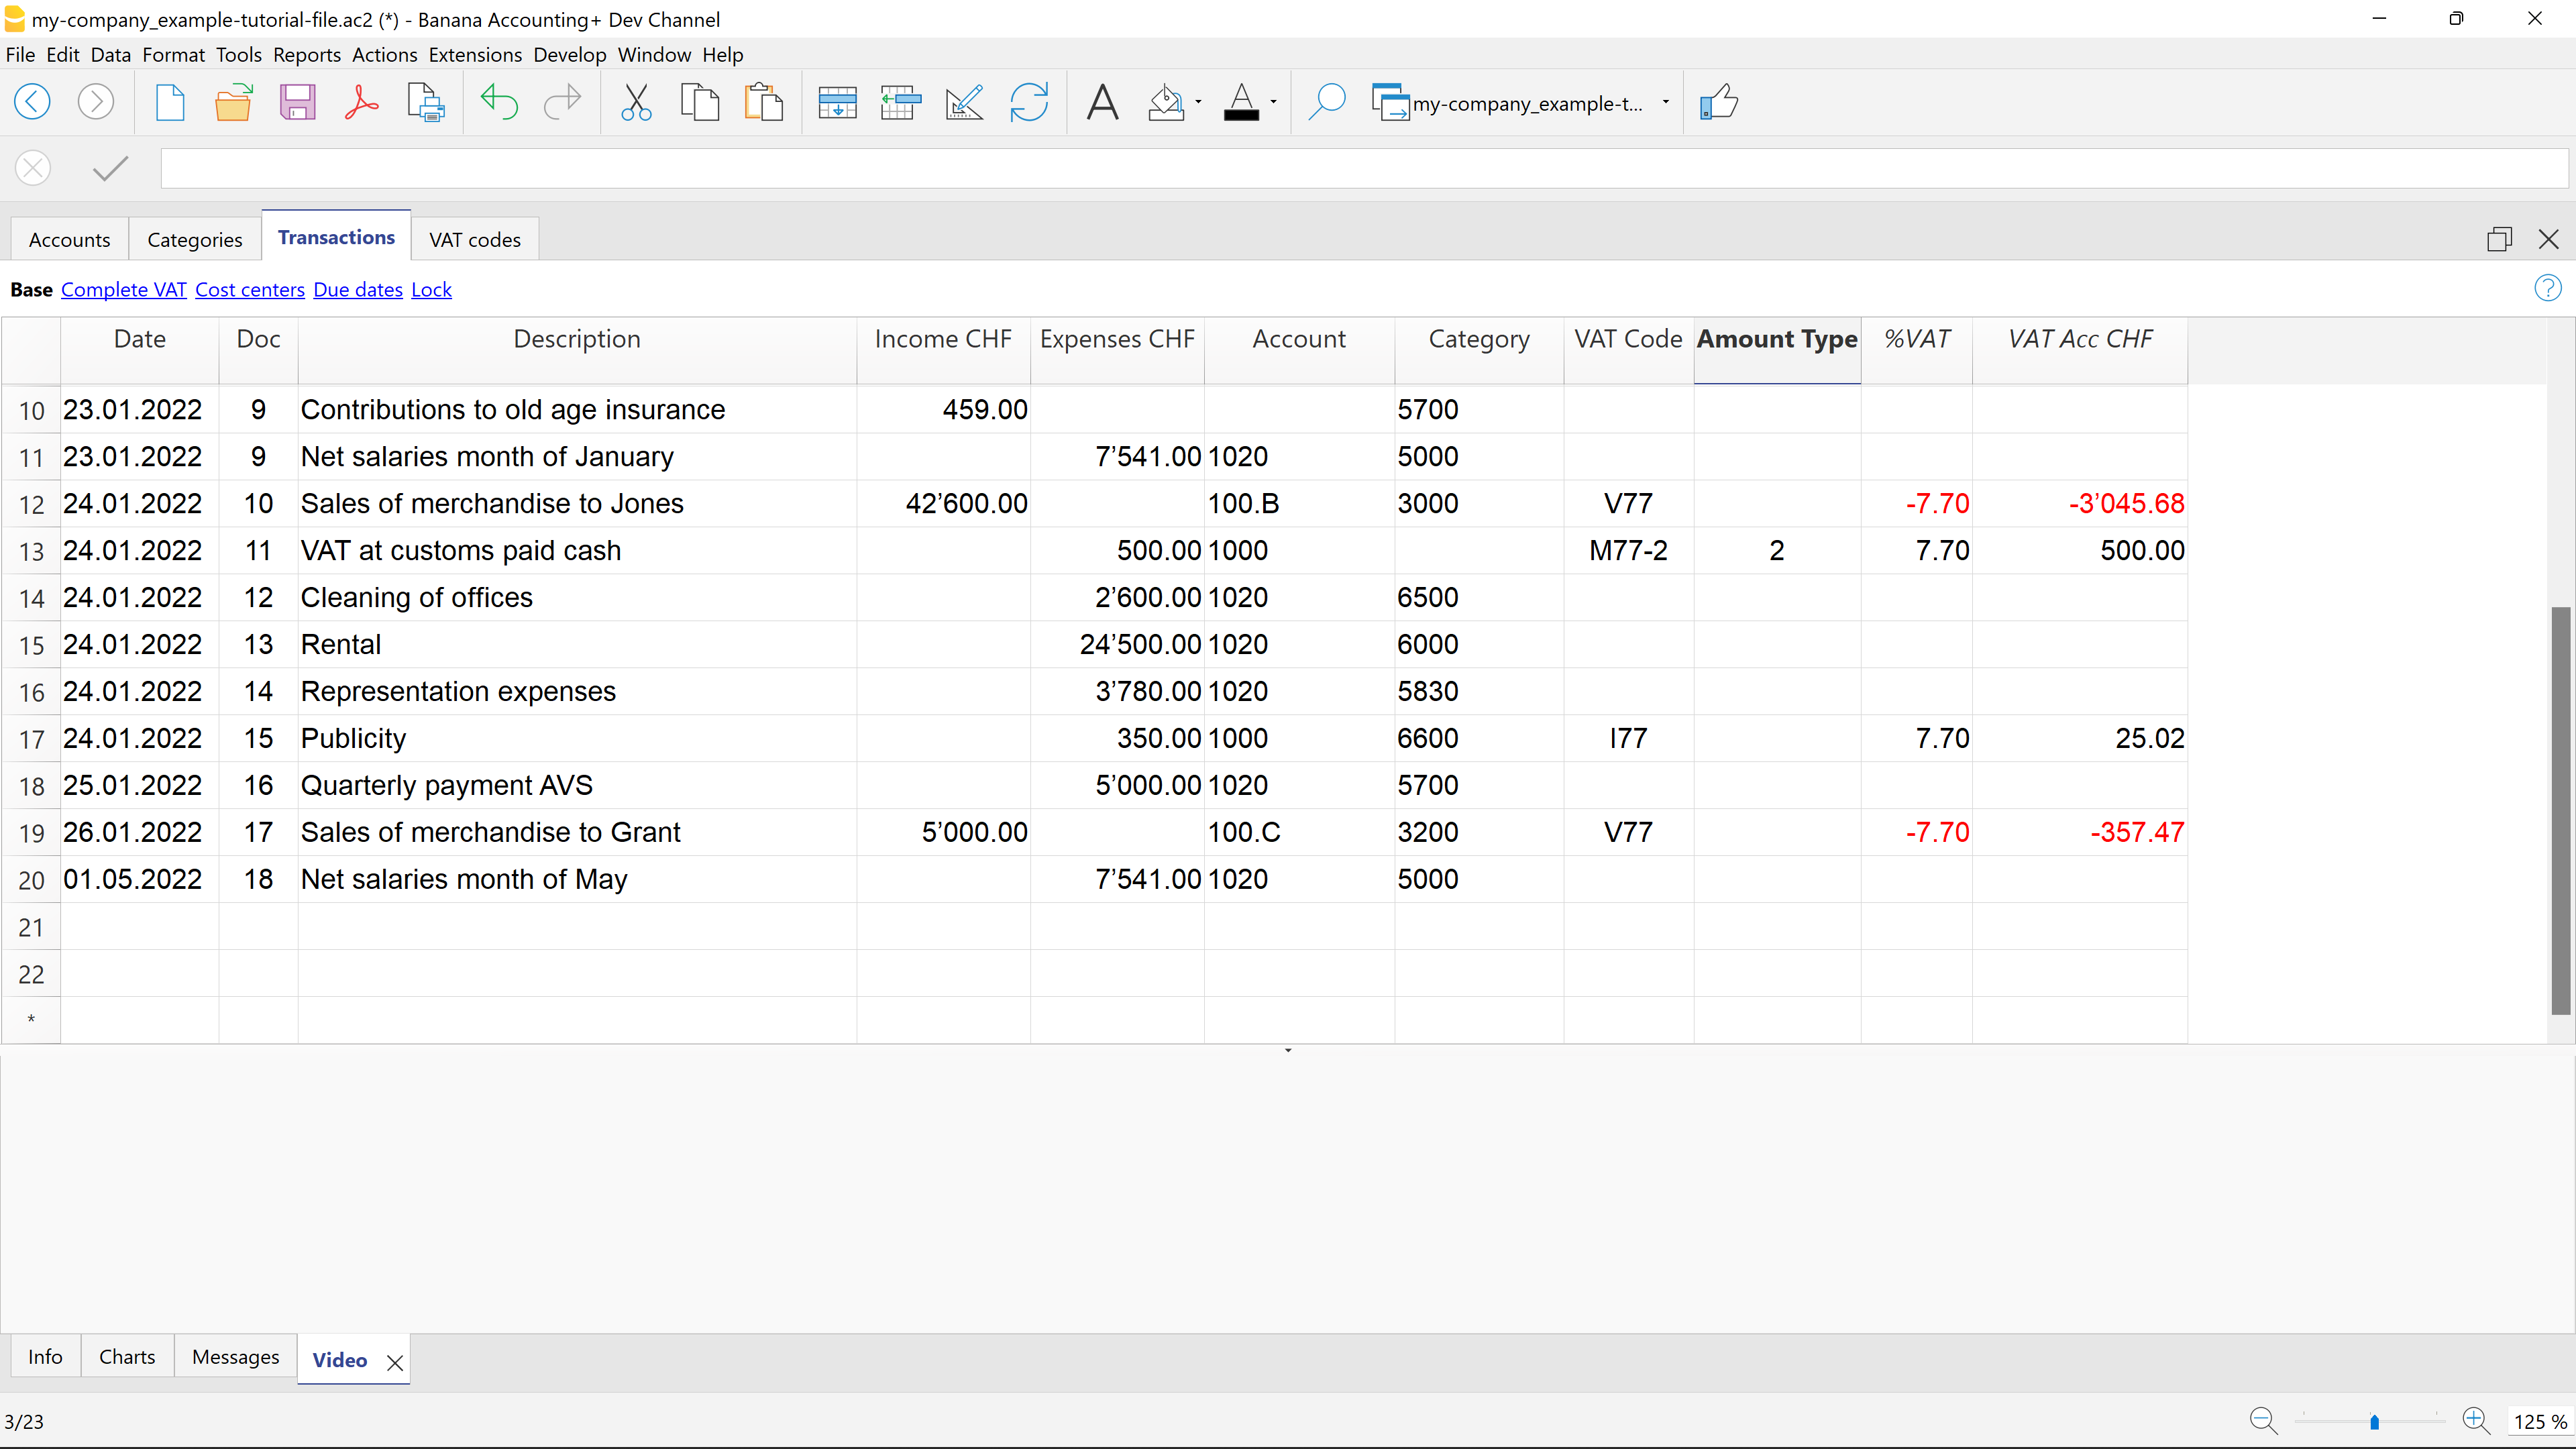 my-company_example-tutorial-file.ac2 (*) - Banana Accounting+ Dev Channel
File Edit Data Format Tools Reports Actions Extensions Develop Window Help
my-company_example-t...
Accounts Categories Transactions VAT codes
Base Complete VAT Cost centers Due dates Lock ?
Date Doc Description Income CHF Expenses CHF Account Category VAT Code Amount Type %VAT VAT Acc CHF
10 23.01.2022 9 Contributions to old age insurance 459.00 5700
11 23.01.2022 9 Net salaries month of January 7’541.00 1020 5000
12 24.01.2022 10 Sales of merchandise to Jones 42’600.00 100.B 3000 V77 -7.70 -3’045.68
13 24.01.2022 11 VAT at customs paid cash 500.00 1000 M77-2 2 7.70 500.00
14 24.01.2022 12 Cleaning of offices 2’600.00 1020 6500
15 24.01.2022 13 Rental 24’500.00 1020 6000
16 24.01.2022 14 Representation expenses 3’780.00 1020 5830
17 24.01.2022 15 Publicity 350.00 1000 6600 I77 7.70 25.02
18 25.01.2022 16 Quarterly payment AVS 5’000.00 1020 5700
19 26.01.2022 17 Sales of merchandise to Grant 5’000.00 100.C 3200 V77 -7.70 -357.47
20 01.05.2022 18 Net salaries month of May 7’541.00 1020 5000
21
22
*
Info Charts Messages Video
3/23 125 %